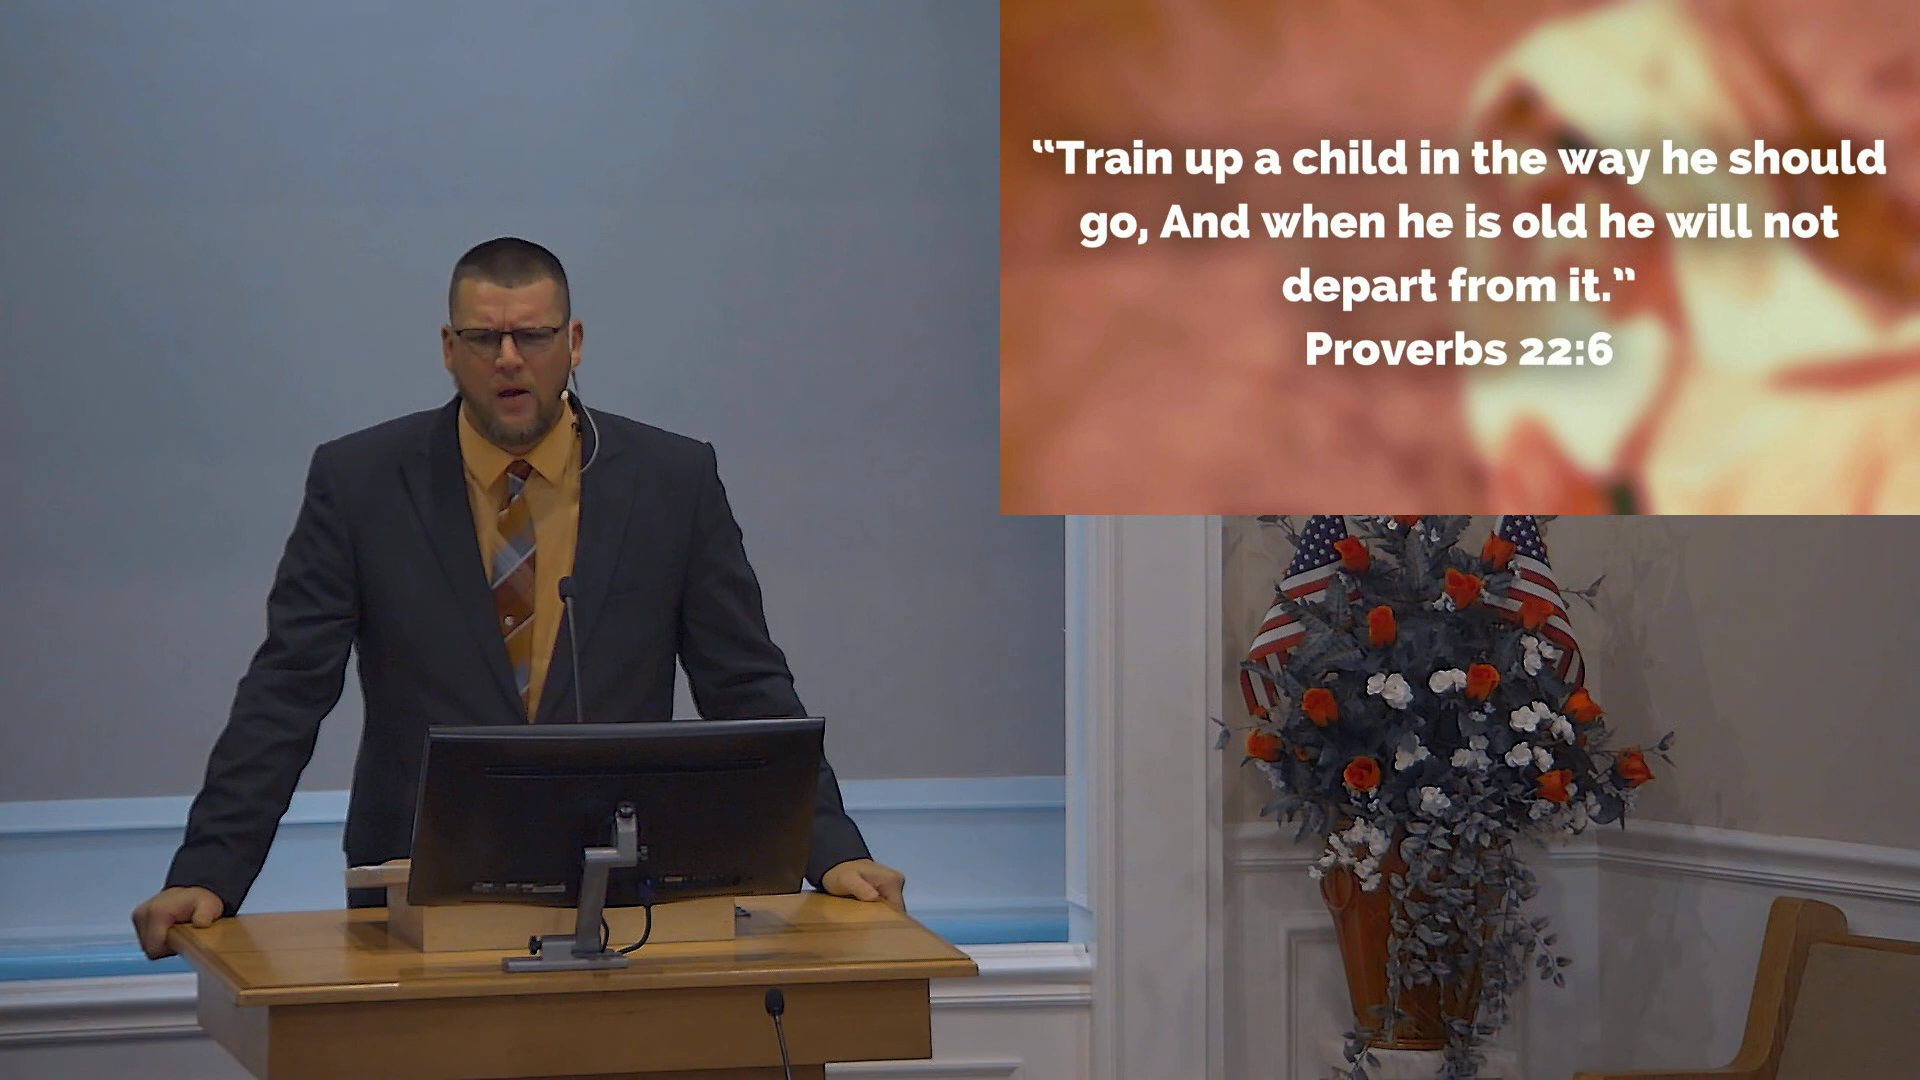 “Train up a child in the way he should
go, And when he is old he will not
depart from it.”
Proverbs 22:6